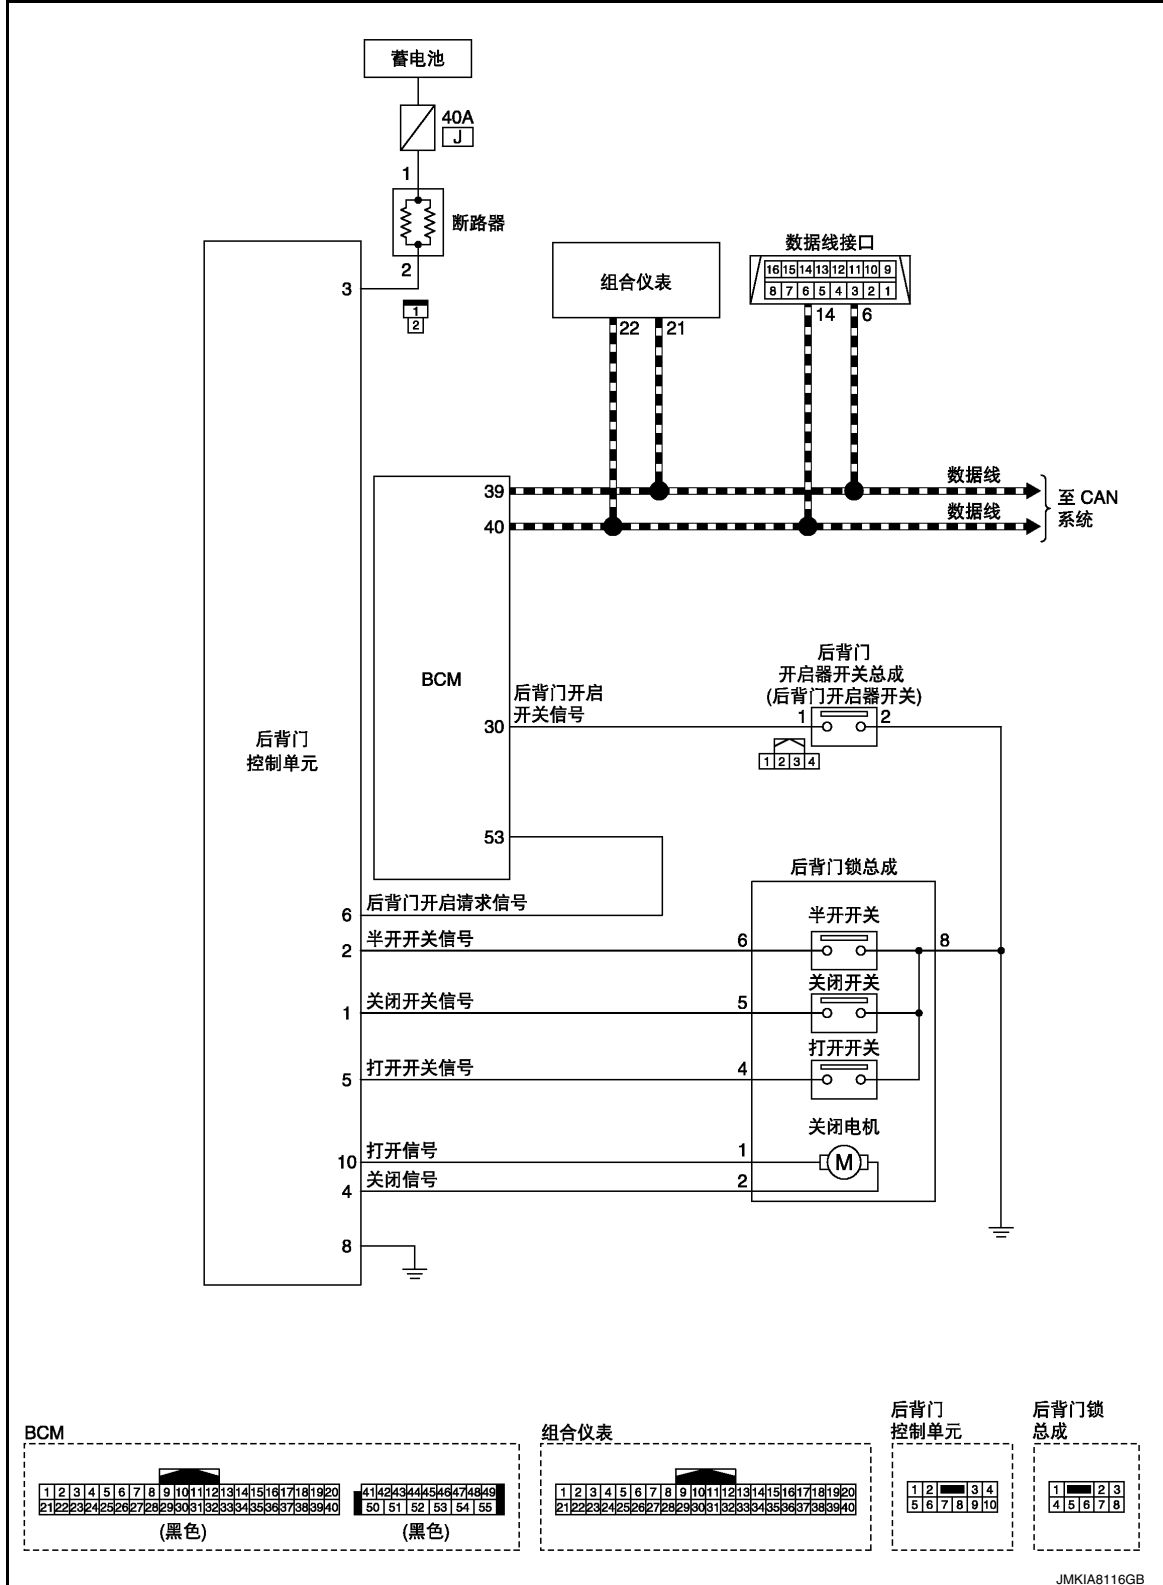 蓄电池
40A
J
1
断路器
2
3
1
2
组合仪表
22 21
数据线接口
16 15 14 13 12 11 10 9
8 7 6 5 4 3 2 1
14 6
39
数据线
40
数据线
至 CAN
系统
BCM
后背门开启
开关信号
30
后背门
开启器开关总成
(后背门开启器开关)
1 2
1 2 3 4
后背门
控制单元
53
后背门锁总成
6 后背门开启请求信号
2 半开开关信号 6
半开开关
8
1 关闭开关信号 5
关闭开关
5 打开开关信号 4
打开开关
关闭电机
10 打开信号 1
M
4 关闭信号 2
8
BCM
1 2 3 4 5 6 7 8 9 10 11 12 13 14 15 16 17 18 19 20
21 22 23 24 25 26 27 28 29 30 31 32 33 34 35 36 37 38 39 40
(黑色)
41 42 43 44 45 46 47 48 49
50 51 52 53 54 55
(黑色)
组合仪表
1 2 3 4 5 6 7 8 9 10 11 12 13 14 15 16 17 18 19 20
21 22 23 24 25 26 27 28 29 30 31 32 33 34 35 36 37 38 39 40
后背门
控制单元
1 2 3 4
5 6 7 8 9 10
后背门锁
总成
1 2 3
4 5 6 7 8
JMKIA8116GB